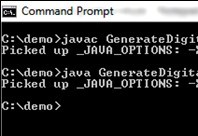 Command Prompt
C:\demo>javac GenerateDigit
Picked up _JAVA_OPTIONS: -X
C:\demo>java GenerateDigita
Picked up _JAVA_OPTIONS: -X
C:\demo>